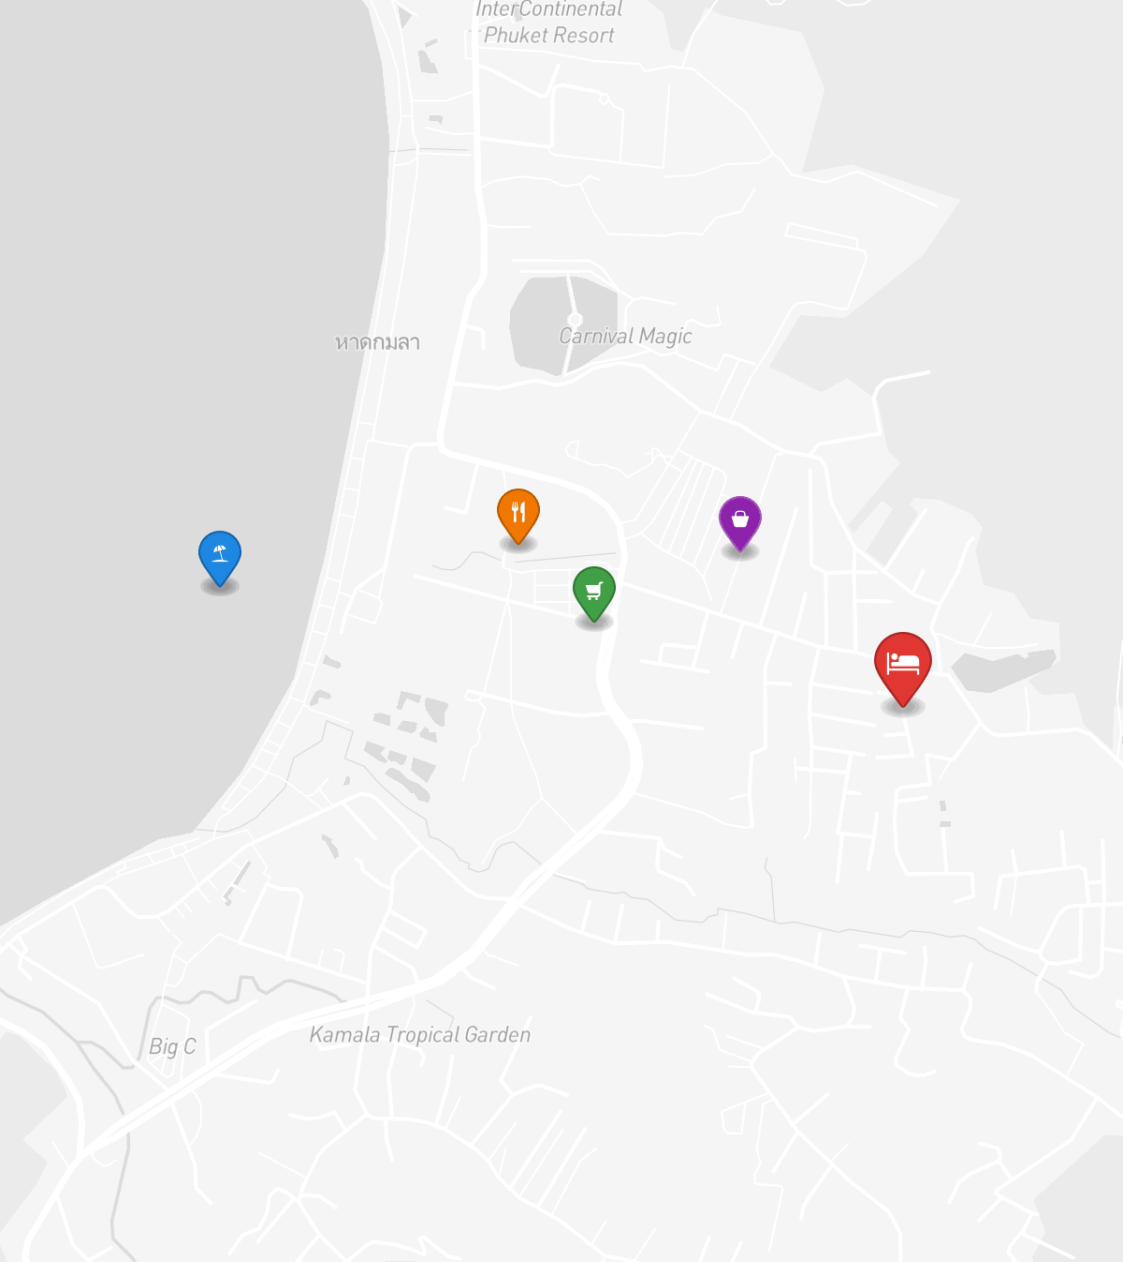 InterContinental
Phuket Resort
Carnival Magic
หาดกมลา
Kamala Tropical Garden
Big C